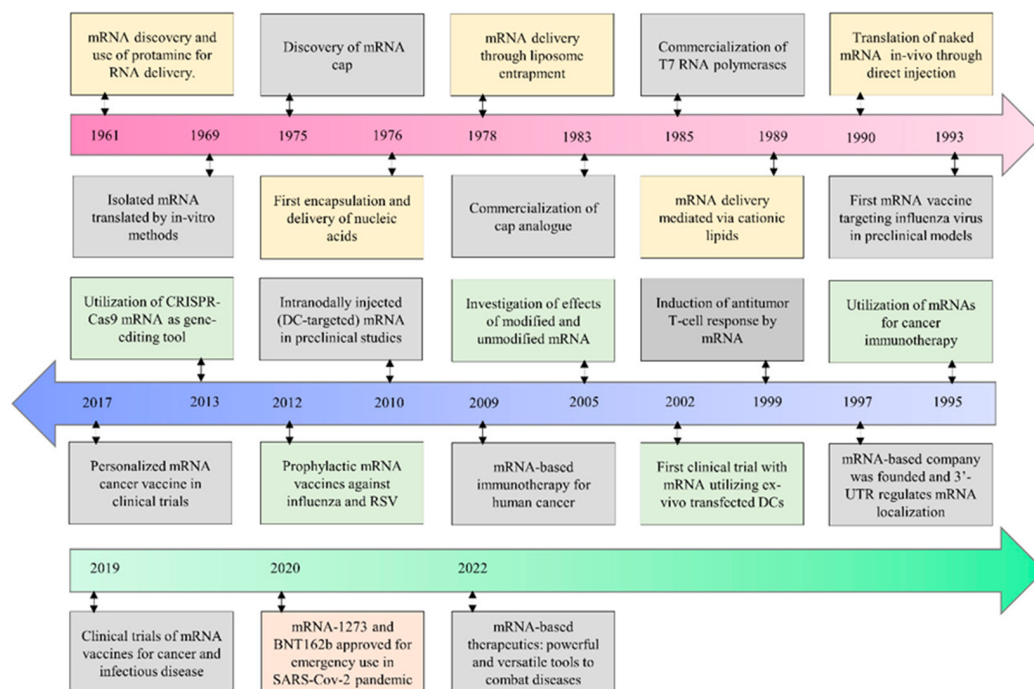 mRNA discovery and
use of protamine for
RNA delivery.
Discovery of mRNA
cap
mRNA delivery
through liposome
entrapment
Commercialization of
T7 RNA polymerases
Translation of naked
mRNA in-vivo through
direct injection
1961 1969 1975 1976 1978 1983 1985 1989 1990 1993
Isolated mRNA
translated by in-vitro
methods
First encapsulation and
delivery of nucleic
acids
Commercialization of
cap analogue
mRNA delivery
mediated via cationic
lipids
First mRNA vaccine
targeting influenza virus
in preclinical models
Utilization of CRISPR-
Cas9 mRNA as gene-
editing tool
Intranodally injected
(DC-targeted) mRNA
in preclinical studies
Investigation of effects
of modified and
unmodified mRNA
Induction of antitumor
T-cell response by
mRNA
Utilization of mRNAs
for cancer
immunotherapy
2017 2013 2012 2010 2009 2005 2002 1999 1997 1995
Personalized mRNA
cancer vaccine in
clinical trials
Prophylactic mRNA
vaccines against
influenza and RSV
mRNA-based
immunotherapy for
human cancer
First clinical trial with
mRNA utilizing ex-
vivo transfected DCs
mRNA-based company
was founded and 3’-
UTR regulates mRNA
localization
2019 2020 2022
Clinical trials of mRNA
vaccines for cancer and
infectious disease
mRNA-1273 and
BNT162b approved for
emergency use in
SARS-Cov-2 pandemic
mRNA-based
therapeutics: powerful
and versatile tools to
combat diseases